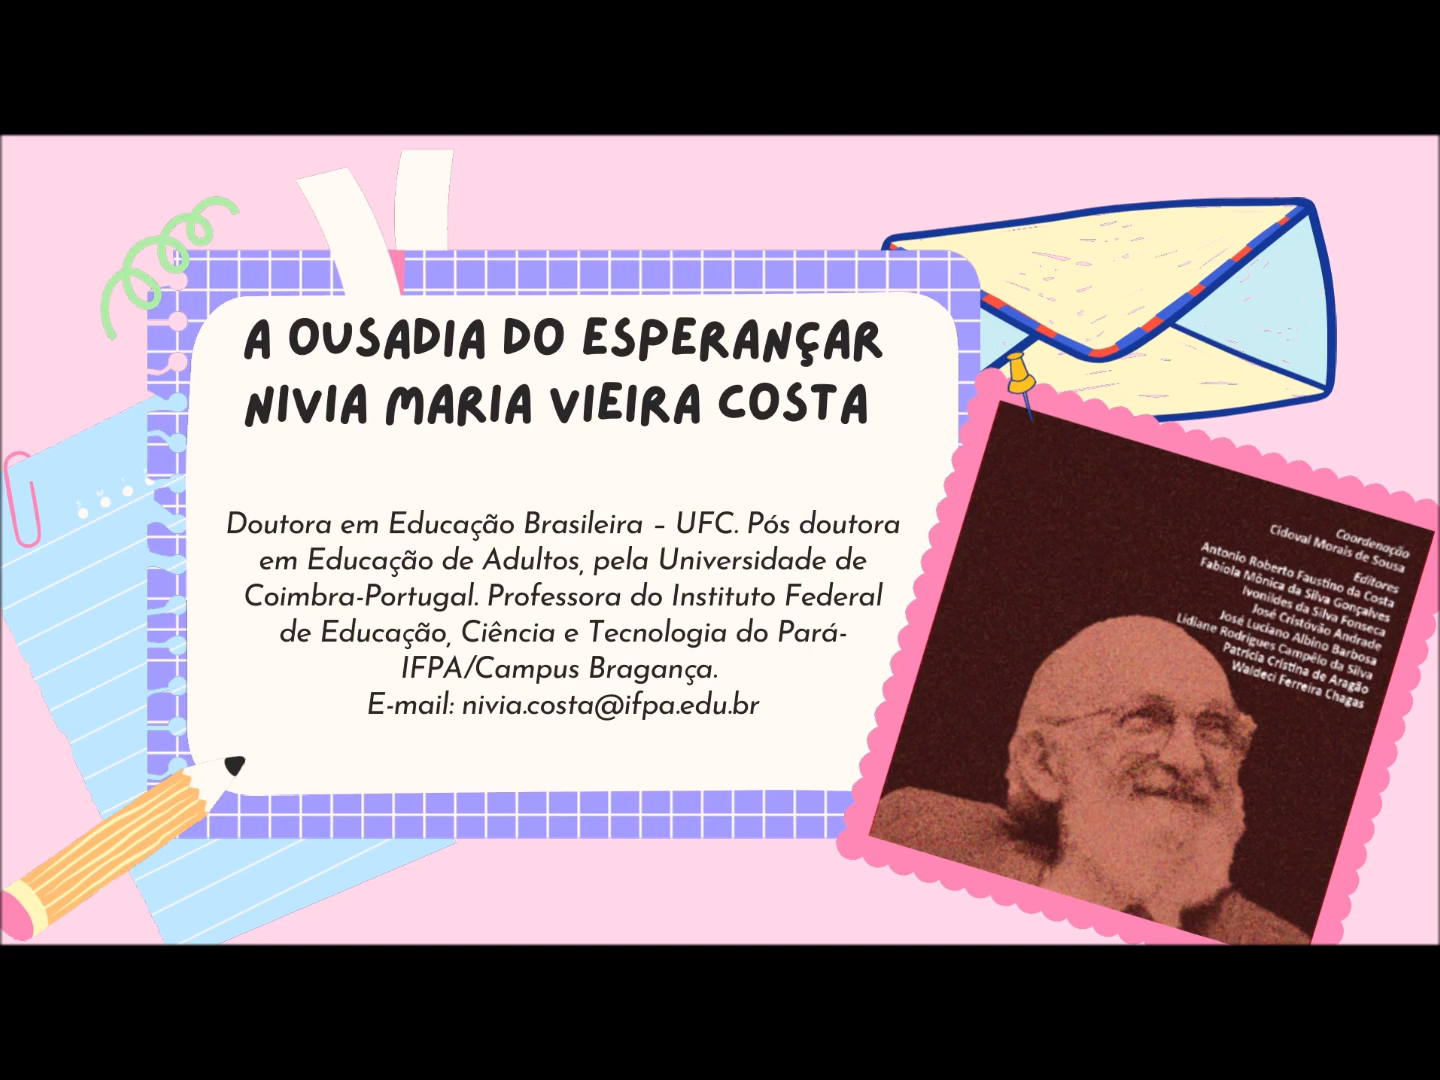 A OUSADIA DO ESPERANÇAR
NIVIA MARIA VIEIRA COSTA
Doutora em Educação Brasileira – UFC. Pós doutora
em Educação de Adultos, pela Universidade de
Coimbra-Portugal. Professora do Instituto Federal
de Educação, Ciência e Tecnologia do Pará-
IFPA/Campus Bragança.
E-mail: nivia.costa@ifpa.edu.br
Coordenação
Cidoval Morais de Sousa
Editores
Antonio Roberto Faustino da Costa
Fabíola Mônica da Silva Gonçalves
Ivonildes da Silva Fonseca
José Cristóvão Andrade
José Luciano Albino Barbosa
Lidiane Rodrigues Campêlo da Silva
Patrícia Cristina de Aragão
Waldeci Ferreira Chagas